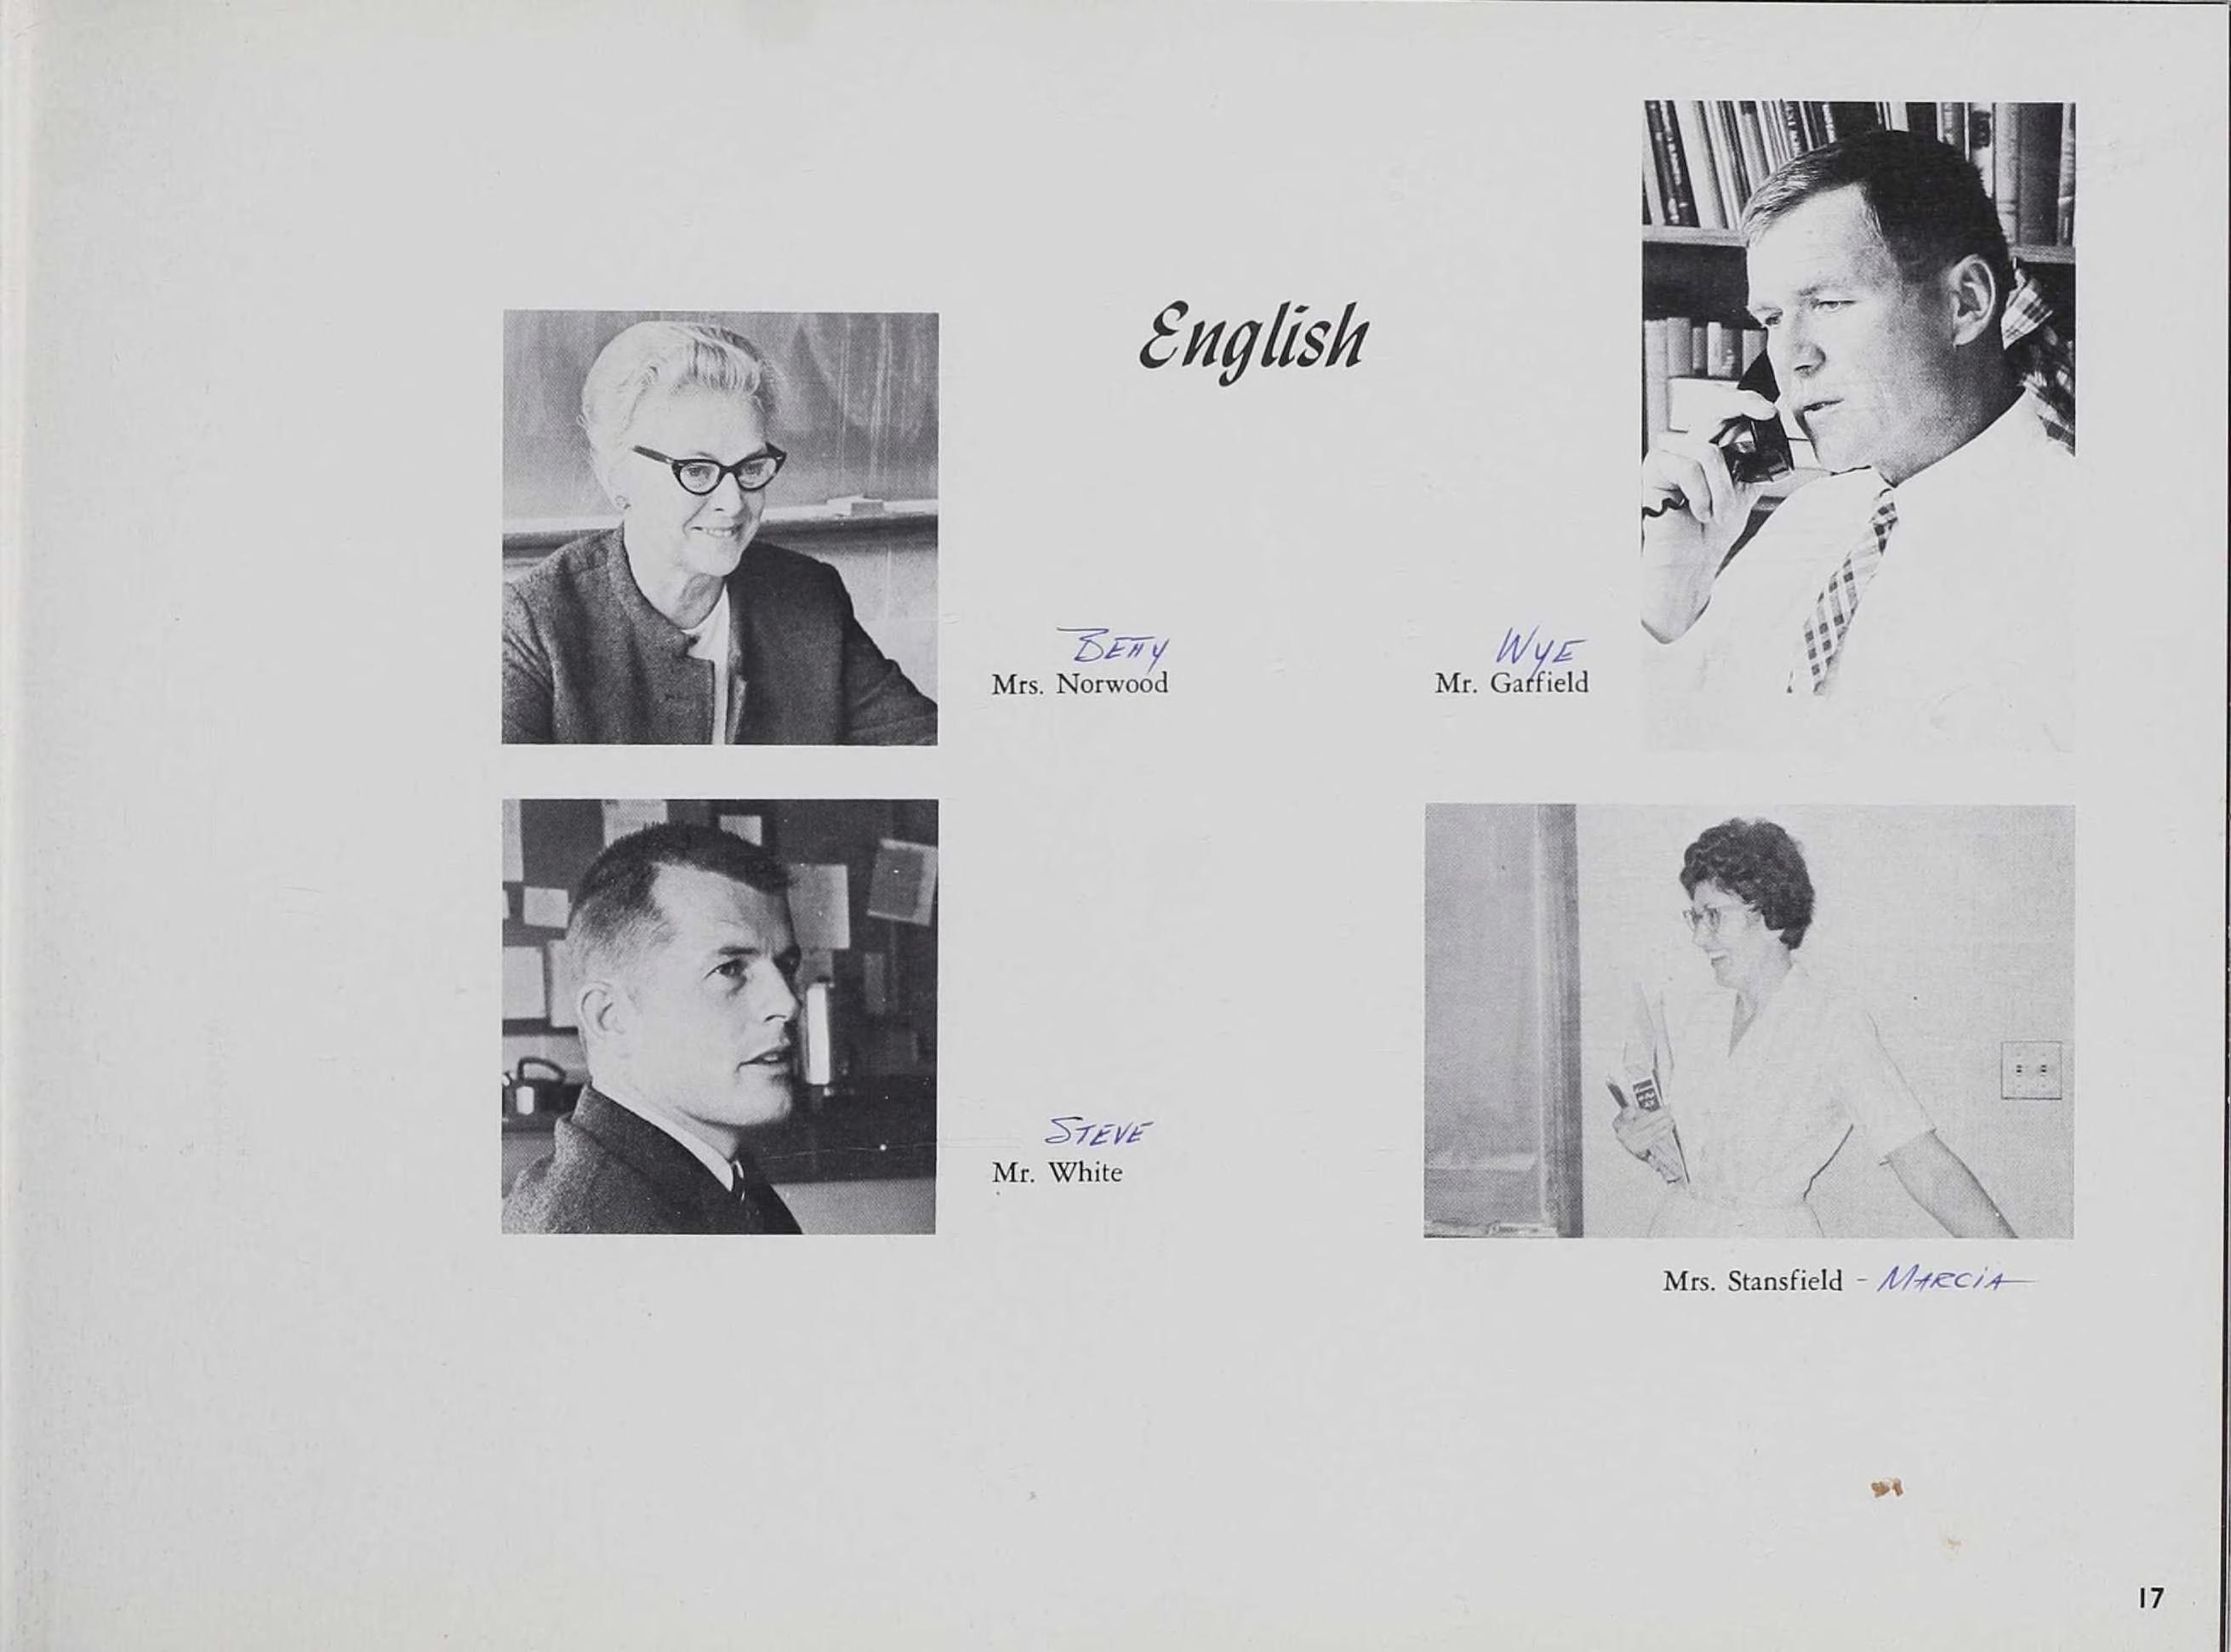 English
BETTY
Mrs. Norwood
WYE
Mr. Garfield
STEVE
Mr. White
Mrs. Stansfield - MARCIA
17